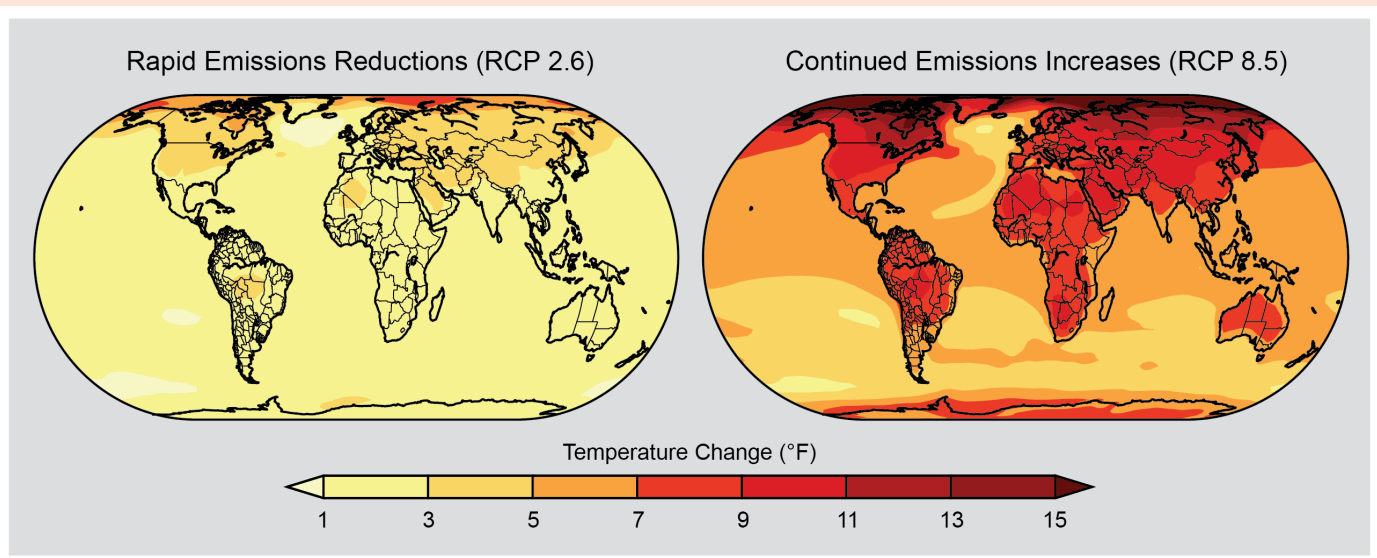 Rapid Emissions Reductions (RCP 2.6)
Continued Emissions Increases (RCP 8.5)
Temperature Change (°F)
1 3 5 7 9 11 13 15